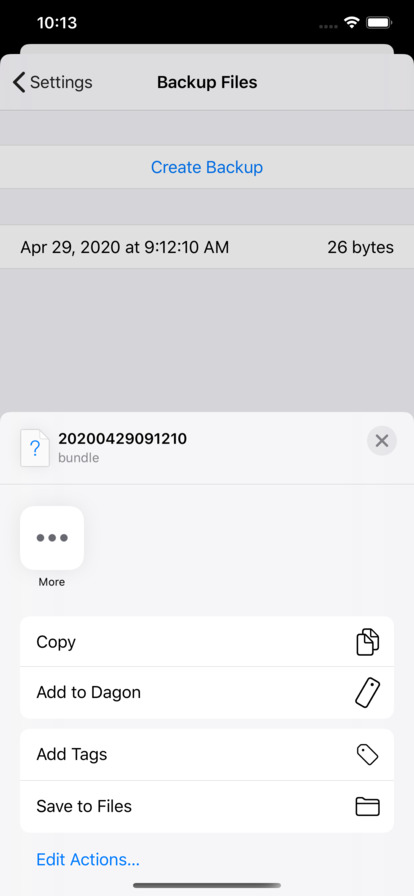 10:13
Settings
Backup Files
Create Backup
Apr 29, 2020 at 9:12:10 AM 26 bytes
?
20200429091210
bundle
More
Copy
Add to Dagon
Add Tags
Save to Files
Edit Actions...